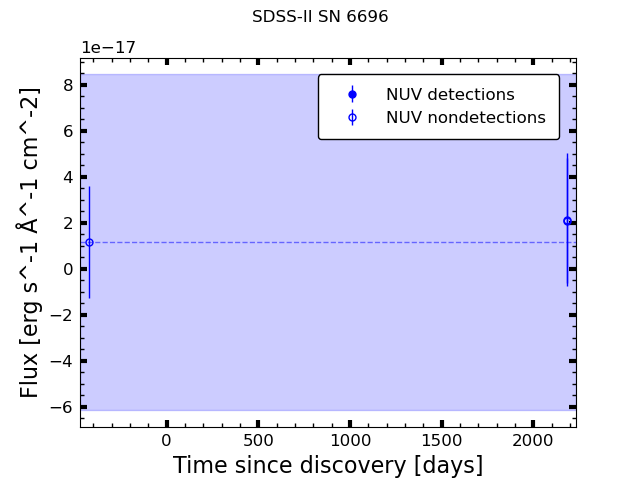 SDSS-II SN 6696
1e−17
NUV detections
NUV nondetections
8
6
4
2
0
−2
−4
−6
Flux [erg s^-1 Å^-1 cm^-2]
0 500 1000 1500 2000
Time since discovery [days]